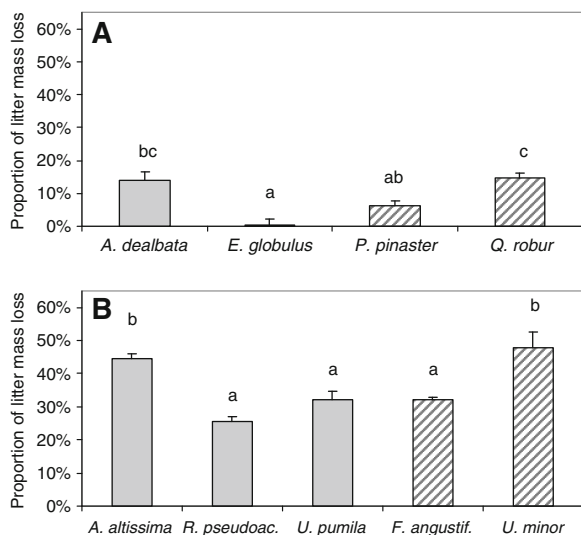 A
Proportion of litter mass loss
60%
50%
40%
30%
20%
10%
0%
bc
a
ab
c
A. dealbata E. globulus P. pinaster Q. robur
B
Proportion of litter mass loss
60%
50%
40%
30%
20%
10%
0%
b
a
a
a
b
A. altissima R. pseudoac. U. pumila F. angustif. U. minor